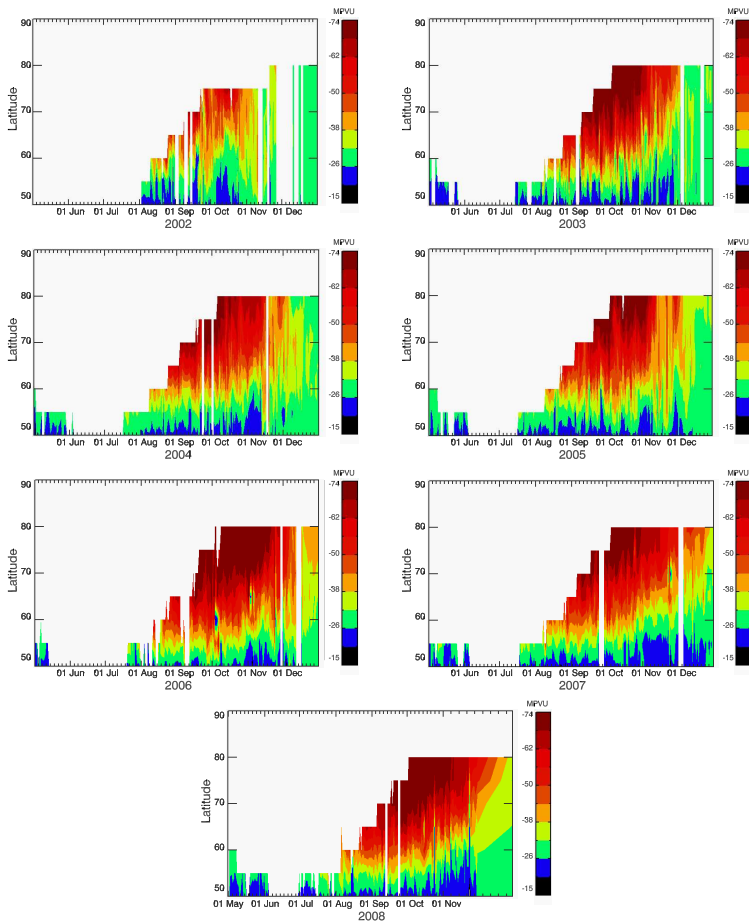 MPVU MPVU
90 -74 90 -74
80 80
-62 -62
70 70
-50 -50
Latitude Latitude
60 -38 60 -38
-26 -26
50 -15 50 -15
01 Jun 01 Jul 01 Aug 01 Sep 01 Oct 01 Nov 01 Dec 01 Jun 01 Jul 01 Aug 01 Sep 01 Oct 01 Nov 01 Dec
2002 2003
MPVU MPVU
90 -74 90 -74
80 80
-62 -62
70 70
-50 -50
Latitude Latitude
60 -38 60 -38
-26 -26
50 -15 50 -15
01 Jun 01 Jul 01 Aug 01 Sep 01 Oct 01 Nov 01 Dec 01 Jun 01 Jul 01 Aug 01 Sep 01 Oct 01 Nov 01 Dec
2004 2005
MPVU MPVU
90 -74 90 -74
80 80
-62 -62
70 70
-50 -50
Latitude Latitude
60 -38 60 -38
-26 -26
50 -15 50 -15
01 Jun 01 Jul 01 Aug 01 Sep 01 Oct 01 Nov 01 Dec 01 Jun 01 Jul 01 Aug 01 Sep 01 Oct 01 Nov 01 Dec
2006 2007
MPVU
90 -74
80
-62
70
-50
Latitude
60 -38
-26
50 -15
01 May 01 Jun 01 Jul 01 Aug 01 Sep 01 Oct 01 Nov
2008